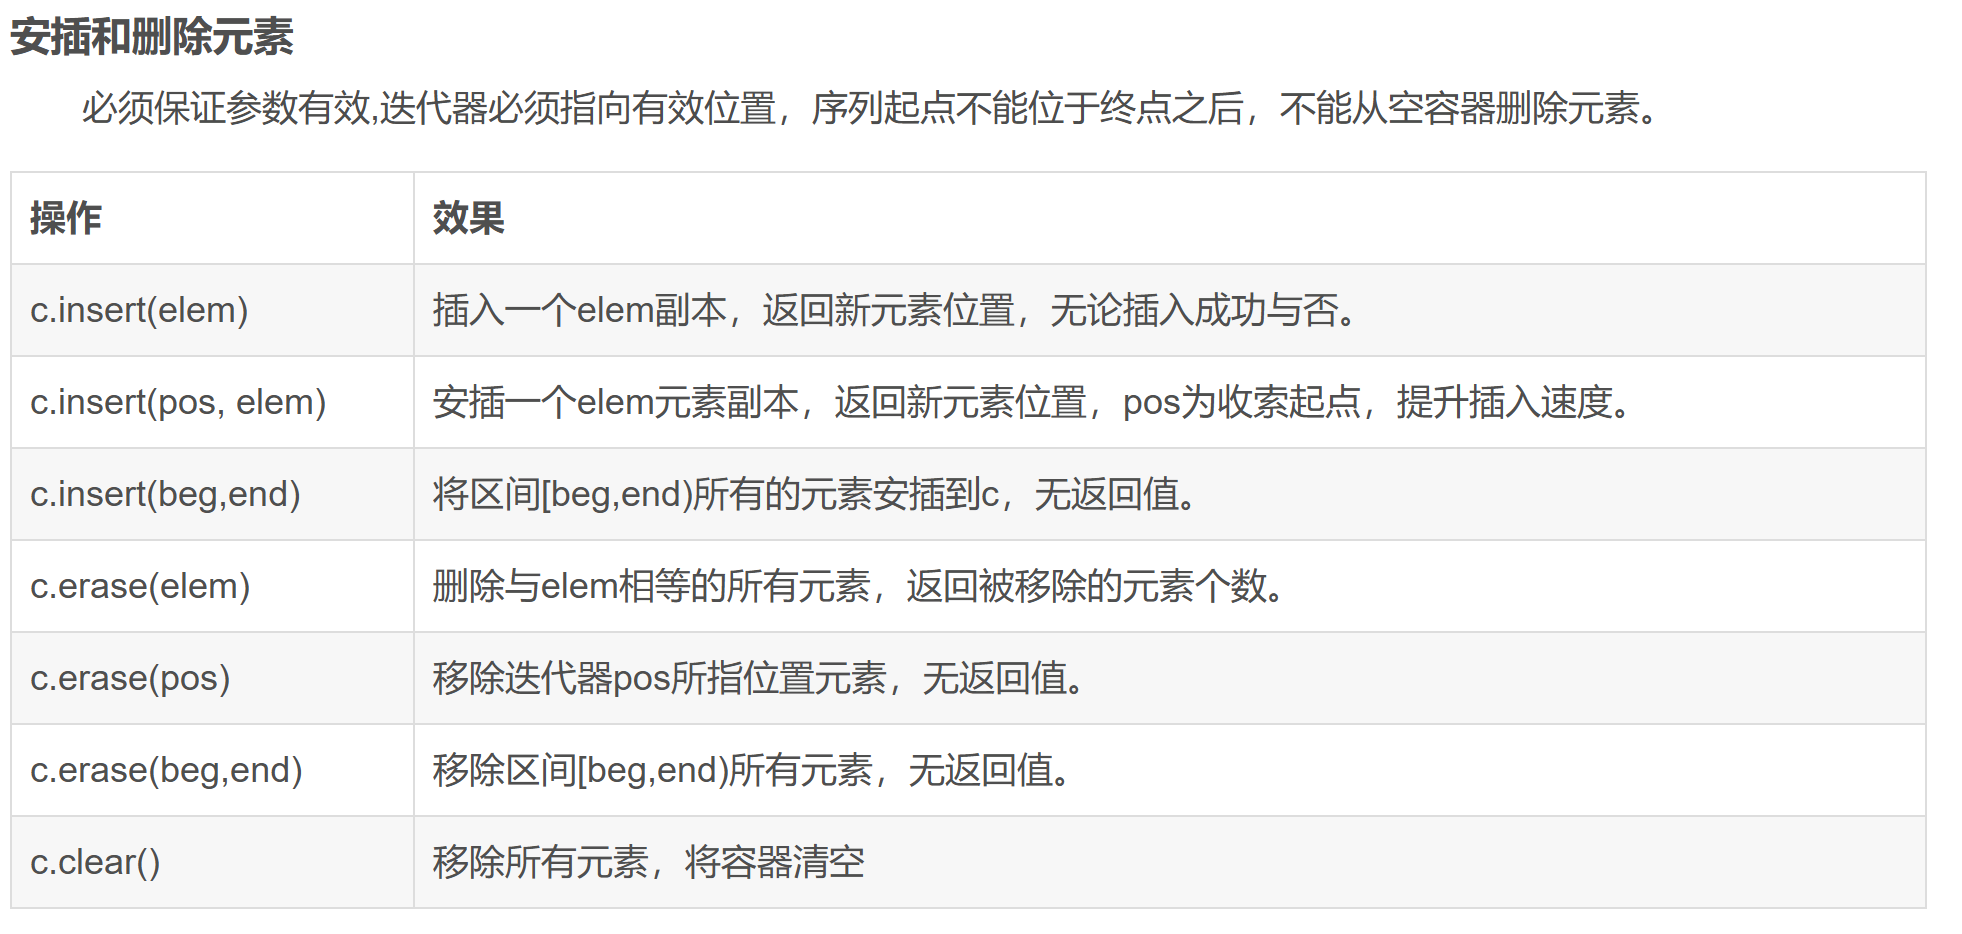 安插和删除元素
必须保证参数有效,迭代器必须指向有效位置，序列起点不能位于终点之后，不能从空容器删除元素。
操作 效果
c.insert(elem) 插入一个elem副本，返回新元素位置，无论插入成功与否。
c.insert(pos, elem) 安插一个elem元素副本，返回新元素位置，pos为收索起点，提升插入速度。
c.insert(beg,end) 将区间[beg,end)所有的元素安插到c，无返回值。
c.erase(elem) 删除与elem相等的所有元素，返回被移除的元素个数。
c.erase(pos) 移除迭代器pos所指位置元素，无返回值。
c.erase(beg,end) 移除区间[beg,end)所有元素，无返回值。
c.clear() 移除所有元素，将容器清空